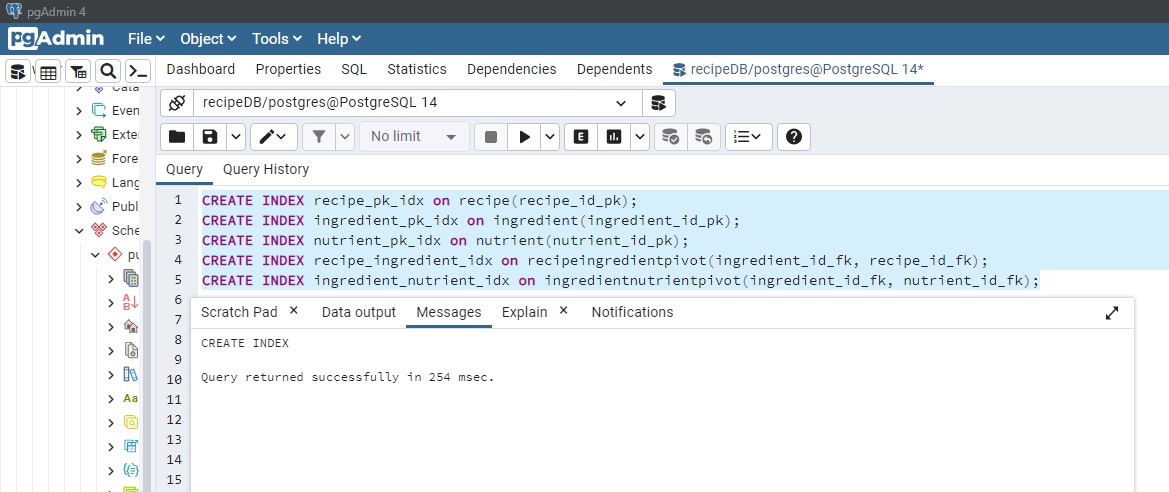 pgAdmin 4
pgAdmin File Object Tools Help
Dashboard Properties SQL Statistics Dependencies Dependents recipeDB/postgres@PostgreSQL 14*
Cata
recipeDB/postgres@PostgreSQL 14
Even
Exte
No limit
E
Fore
Query Query History
Lang
Publ
Sche
pu
Aa
1 CREATE INDEX recipe_pk_idx on recipe(recipe_id_pk);
2 CREATE INDEX ingredient_pk_idx on ingredient(ingredient_id_pk);
3 CREATE INDEX nutrient_pk_idx on nutrient(nutrient_id_pk);
4 CREATE INDEX recipe_ingredient_idx on recipeingredientpivot(ingredient_id_fk, recipe_id_fk);
5 CREATE INDEX ingredient_nutrient_idx on ingredientnutrientpivot(ingredient_id_fk, nutrient_id_fk);
6
7
8
9
10
11
12
13
14
15
Scratch Pad Data output Messages Explain Notifications
CREATE INDEX
Query returned successfully in 254 msec.